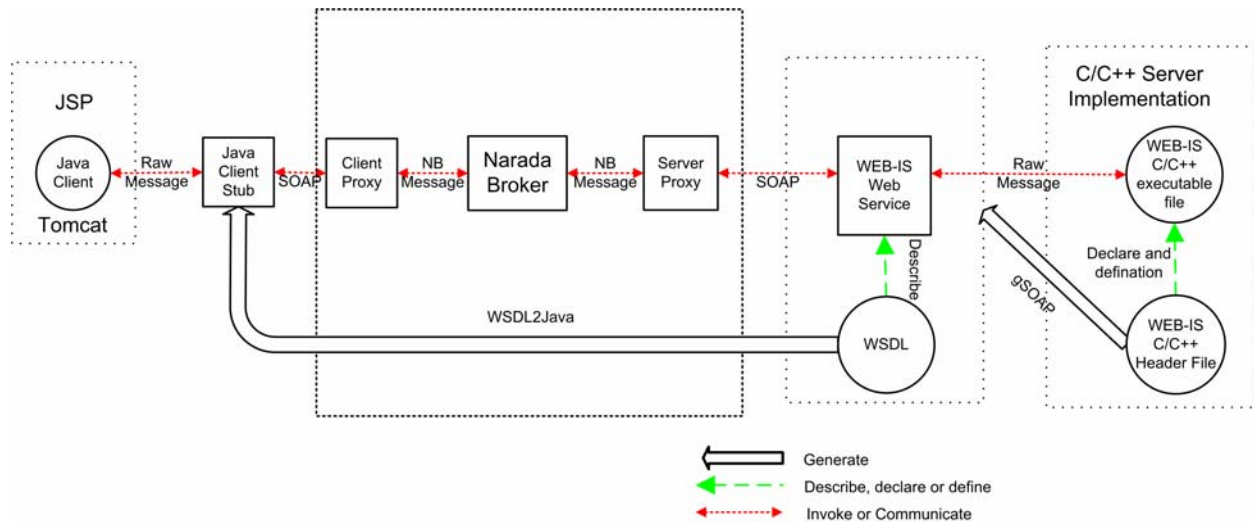 JSP
Java
Client
Tomcat
Raw
Message
Java
Client
Stub
SOAP
Client
Proxy
NB
Message
Narada
Broker
NB
Message
Server
Proxy
SOAP
WEB-IS
Web
Service
Raw
Message
C/C++ Server
Implementation
WEB-IS
C/C++
executable
file
Describe
Declare and
defination
gSOAP
WSDL2Java
WSDL
WEB-IS
C/C++
Header File
Generate
Describe, declare or define
Invoke or Communicate